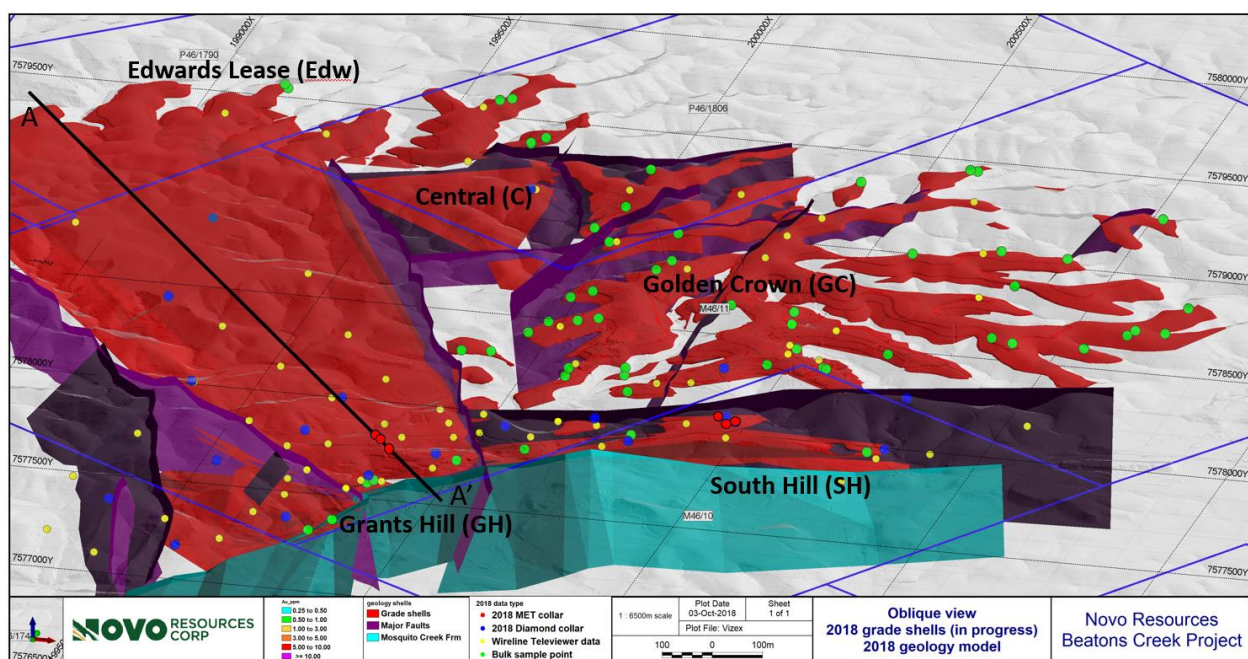 199000X
199500X
200000X
200500X
P46/1790
7579500Y
7580000Y
Edwards Lease (Edw)
A
P46/1806
Central (C)
7579500Y
Golden Crown (GC)
M46/11
7579000Y
7578000Y
7578500Y
7577500Y
A'
South Hill (SH)
Grants Hill (GH)
M46/10
7578000Y
7577000Y
7577500Y
7576500Y
NOVO RESOURCES
CORP
Au_ppm
0.25 to 0.50
0.50 to 1.00
1.00 to 3.00
3.00 to 5.00
5.00 to 10.00
>= 10.00
geology shells
Grade shells
Major Faults
Mosquito Creek Frm
2018 data type
2018 MET collar
2018 Diamond collar
Wireline Televiewer data
Bulk sample point
1 : 6500m scale
Plot Date
03-Oct-2018
Sheet
1 of 1
Plot File: Vizex
100 0 100m
Oblique view
2018 grade shells (in progress)
2018 geology model
Novo Resources
Beatons Creek Project